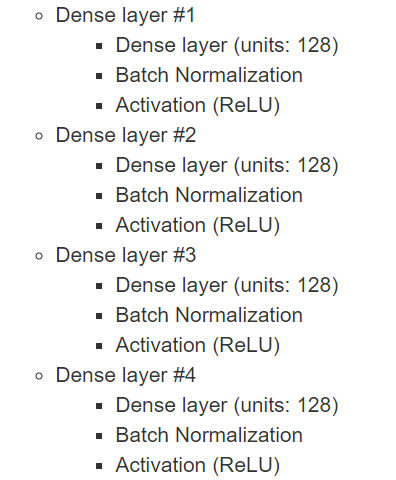 Dense layer #1
Dense layer (units: 128)
Batch Normalization
Activation (ReLU)
Dense layer #2
Dense layer (units: 128)
Batch Normalization
Activation (ReLU)
Dense layer #3
Dense layer (units: 128)
Batch Normalization
Activation (ReLU)
Dense layer #4
Dense layer (units: 128)
Batch Normalization
Activation (ReLU)